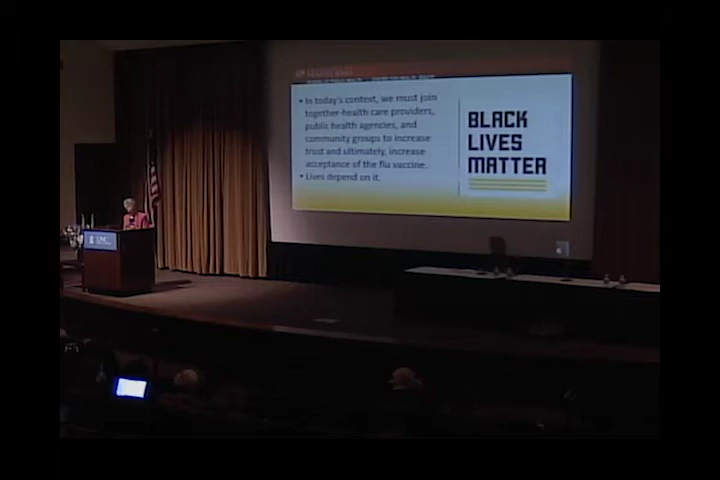 • In today's context, we must join
together-health care providers,
public health agencies, and
community groups to increase
trust and ultimately, increase
acceptance of the flu vaccine.
• Lives depend on it.
BLACK
LIVES
MATTER
UNC